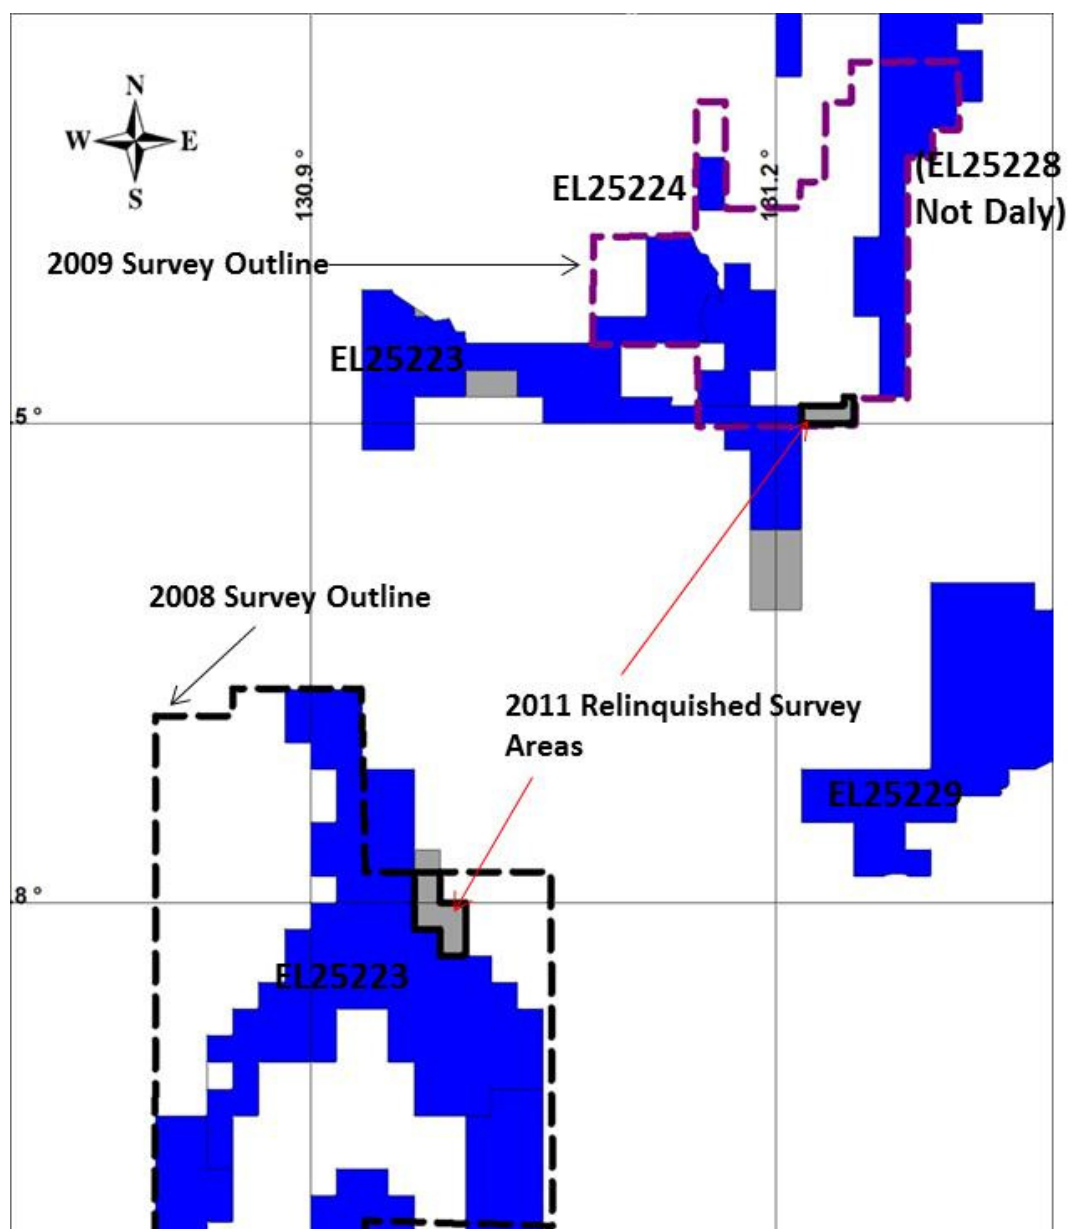 N
W E
S
130.9 °
131.2 °
EL25224
(EL25228
Not Daly)
2009 Survey Outline
EL25223
.5 °
2008 Survey Outline
2011 Relinquished Survey
Areas
EL25229
.8 °
EL25223